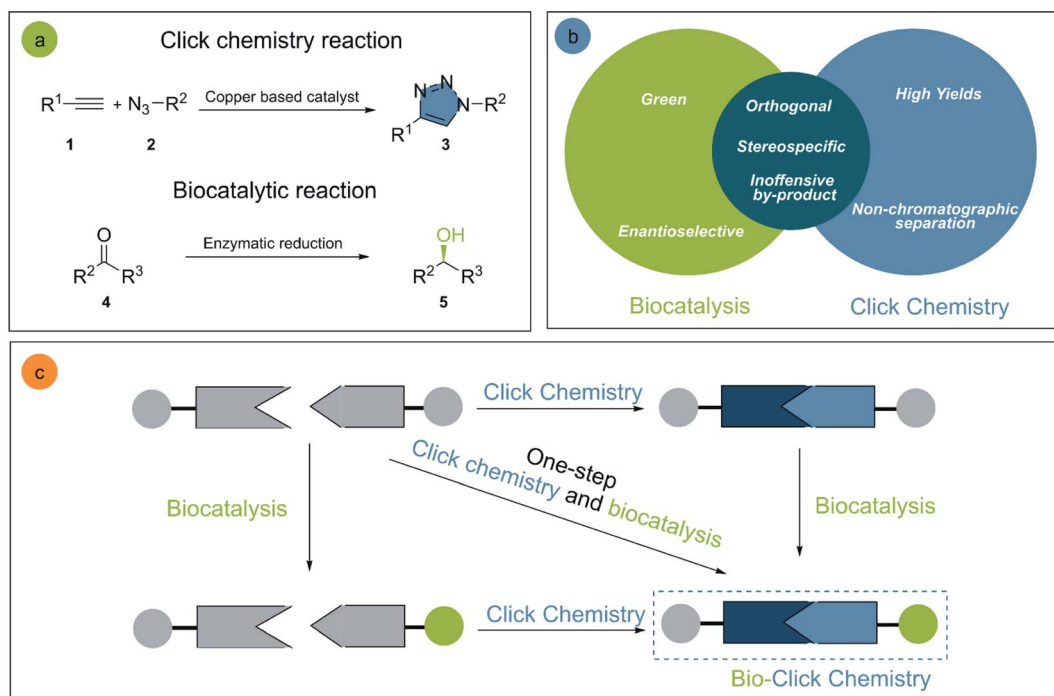 a
Click chemistry reaction
R¹
+ N₃−R²
Copper based catalyst
N
N
N
R²
R¹
1
2
3
Biocatalytic reaction
O
R² R³
Enzymatic reduction
OH
R² R³
4
5
b
Green
Orthogonal
High Yields
Stereospecific
Inoffensive
by-product
Enantioselective
Non-chromatographic
separation
Biocatalysis
Click Chemistry
c
Click Chemistry
One-step
Click chemistry and biocatalysis
Biocatalysis
Biocatalysis
Click Chemistry
Bio-Click Chemistry